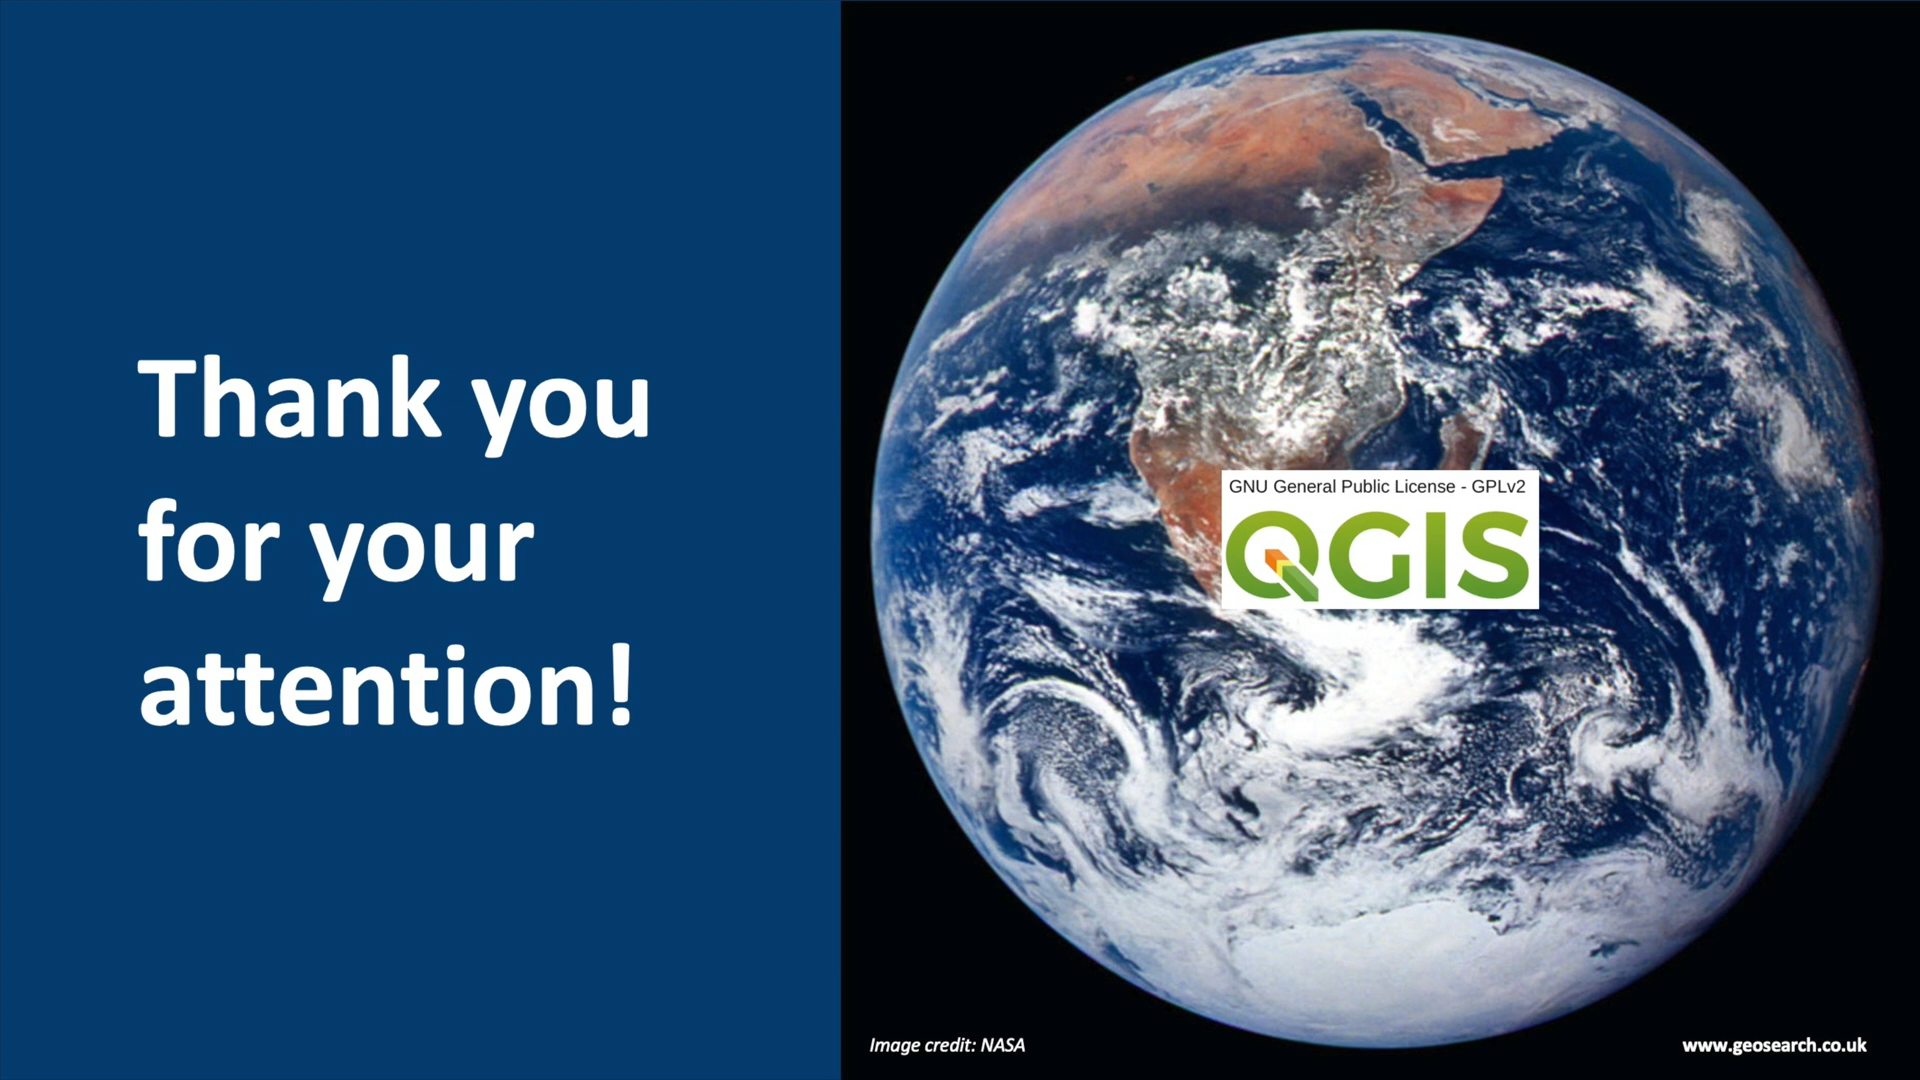 Thank you
for your
attention!
GNU General Public License - GPLv2
QGIS
Image credit: NASA
www.geosearch.co.uk